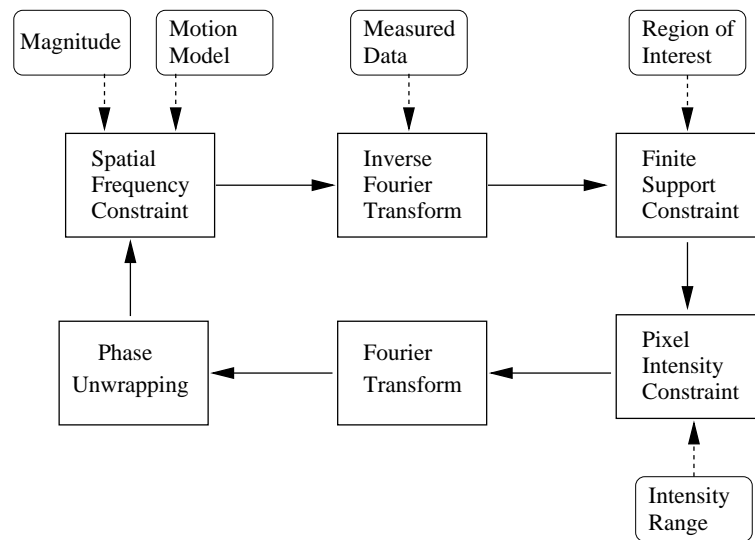 Magnitude
Motion
Model
Measured
Data
Region of
Interest
Spatial
Frequency
Constraint
Inverse
Fourier
Transform
Finite
Support
Constraint
Phase
Unwrapping
Fourier
Transform
Pixel
Intensity
Constraint
Intensity
Range